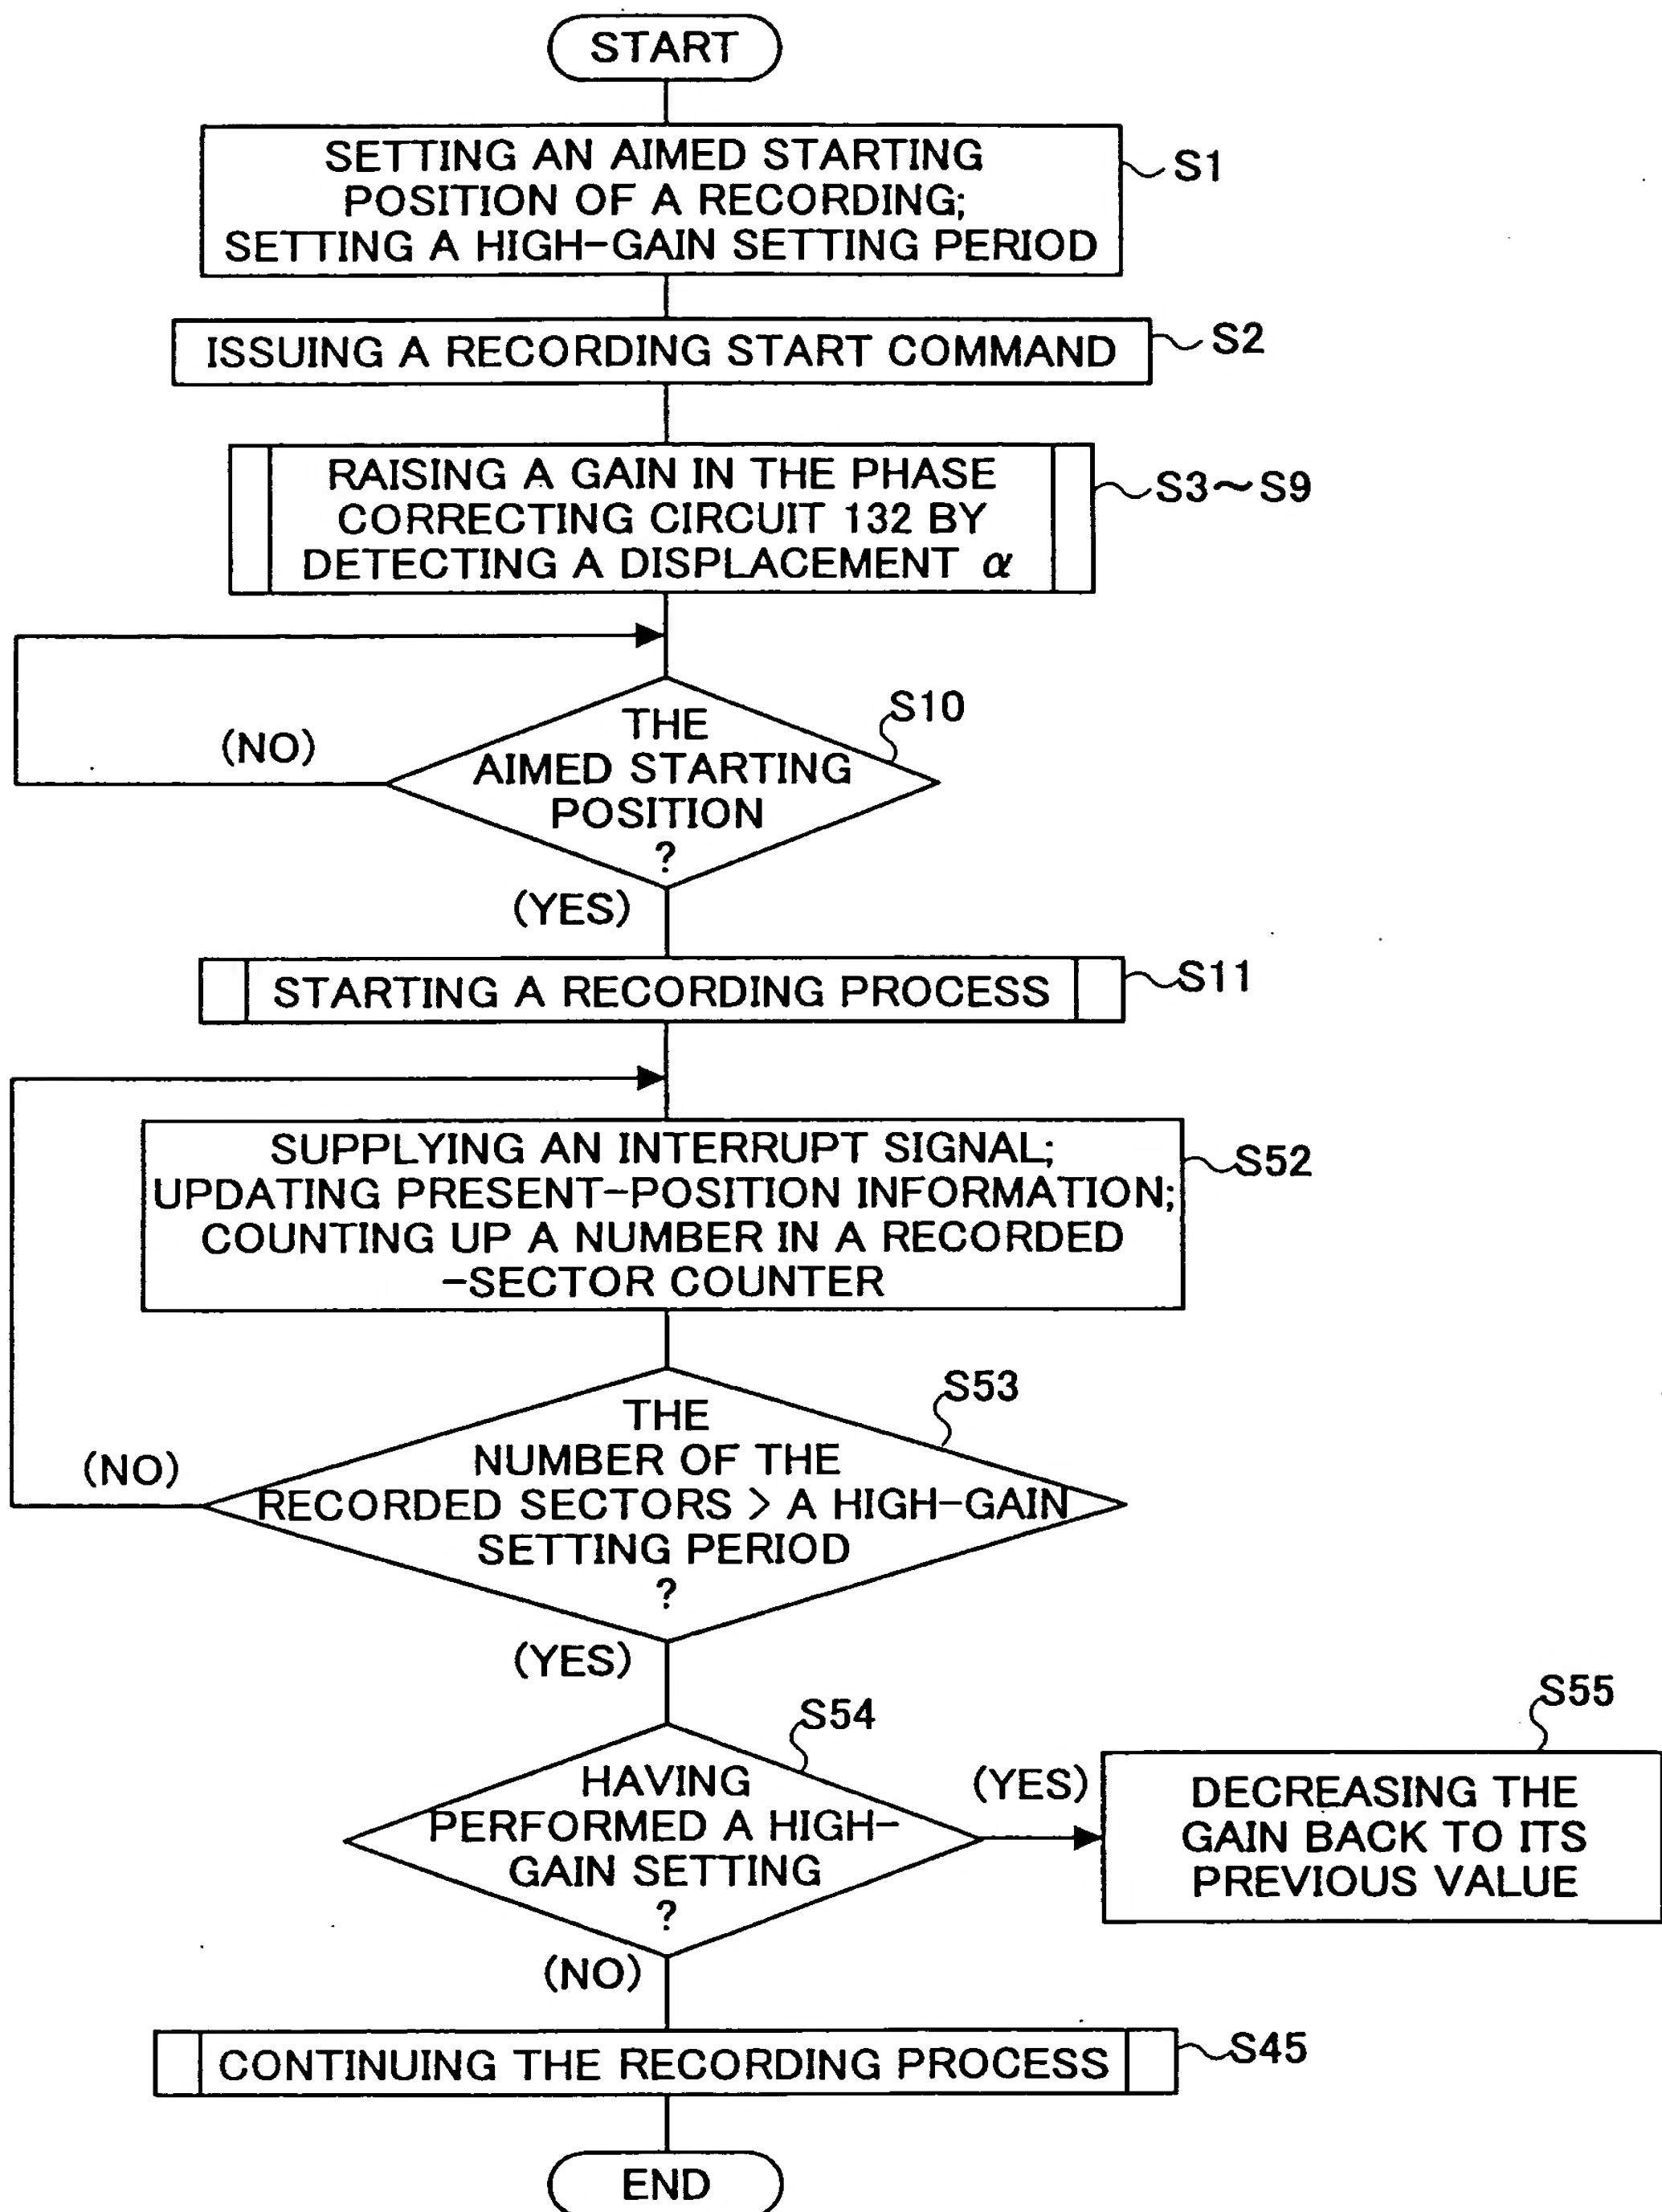 START
SETTING AN AIMED STARTING
POSITION OF A RECORDING;
SETTING A HIGH-GAIN SETTING PERIOD
S1
ISSUING A RECORDING START COMMAND
S2
RAISING A GAIN IN THE PHASE
CORRECTING CIRCUIT 132 BY
DETECTING A DISPLACEMENT α
S3~S9
THE
AIMED STARTING
POSITION
?
S10
(NO)
(YES)
STARTING A RECORDING PROCESS
S11
SUPPLYING AN INTERRUPT SIGNAL;
UPDATING PRESENT-POSITION INFORMATION;
COUNTING UP A NUMBER IN A RECORDED
-SECTOR COUNTER
S52
THE
NUMBER OF THE
RECORDED SECTORS > A HIGH-GAIN
SETTING PERIOD
?
S53
(NO)
(YES)
HAVING
PERFORMED A HIGH-
GAIN SETTING
?
S54
(YES)
DECREASING THE
GAIN BACK TO ITS
PREVIOUS VALUE
S55
(NO)
CONTINUING THE RECORDING PROCESS
S45
END